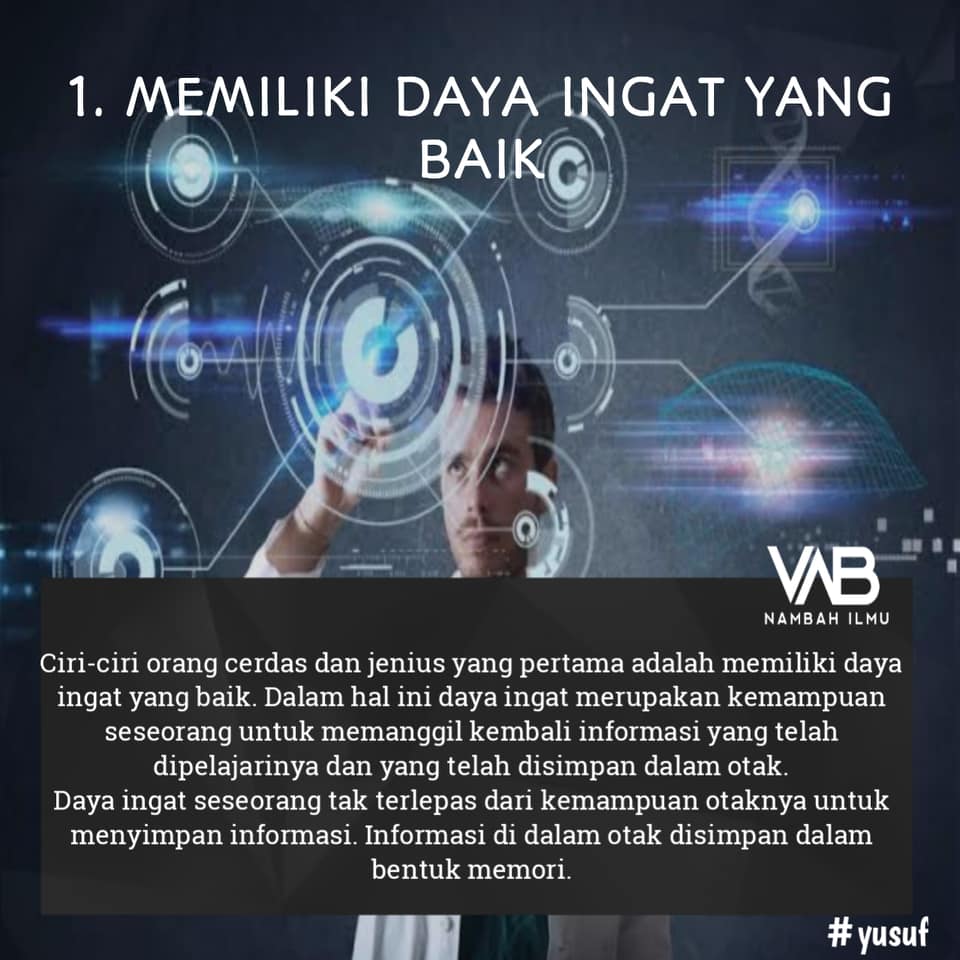 1. MEMILIKI DAYA INGAT YANG
BAIK
VAB
NAMBAH ILMU
Ciri-ciri orang cerdas dan jenius yang pertama adalah memiliki daya
ingat yang baik. Dalam hal ini daya ingat merupakan kemampuan
seseorang untuk memanggil kembali informasi yang telah
dipelajarinya dan yang telah disimpan dalam otak.
Daya ingat seseorang tak terlepas dari kemampuan otaknya untuk
menyimpan informasi. Informasi di dalam otak disimpan dalam
bentuk memori.
# yusuf